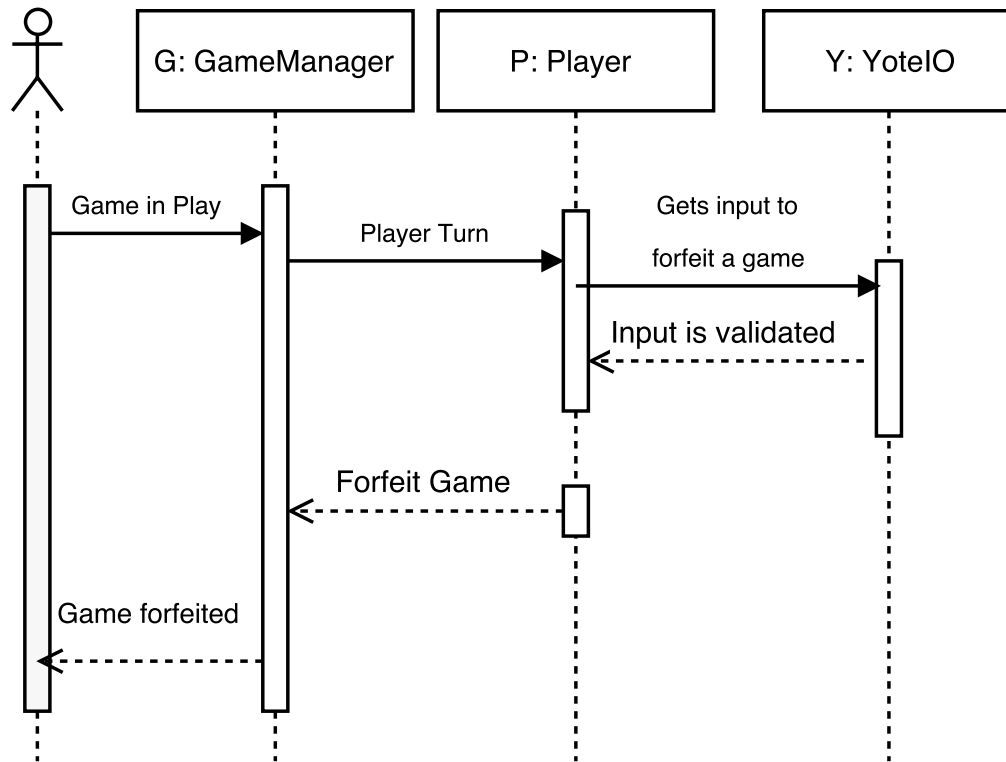 G: GameManager
P: Player
Y: YoteIO
Game in Play
Player Turn
Gets input to
forfeit a game
Input is validated
Forfeit Game
Game forfeited